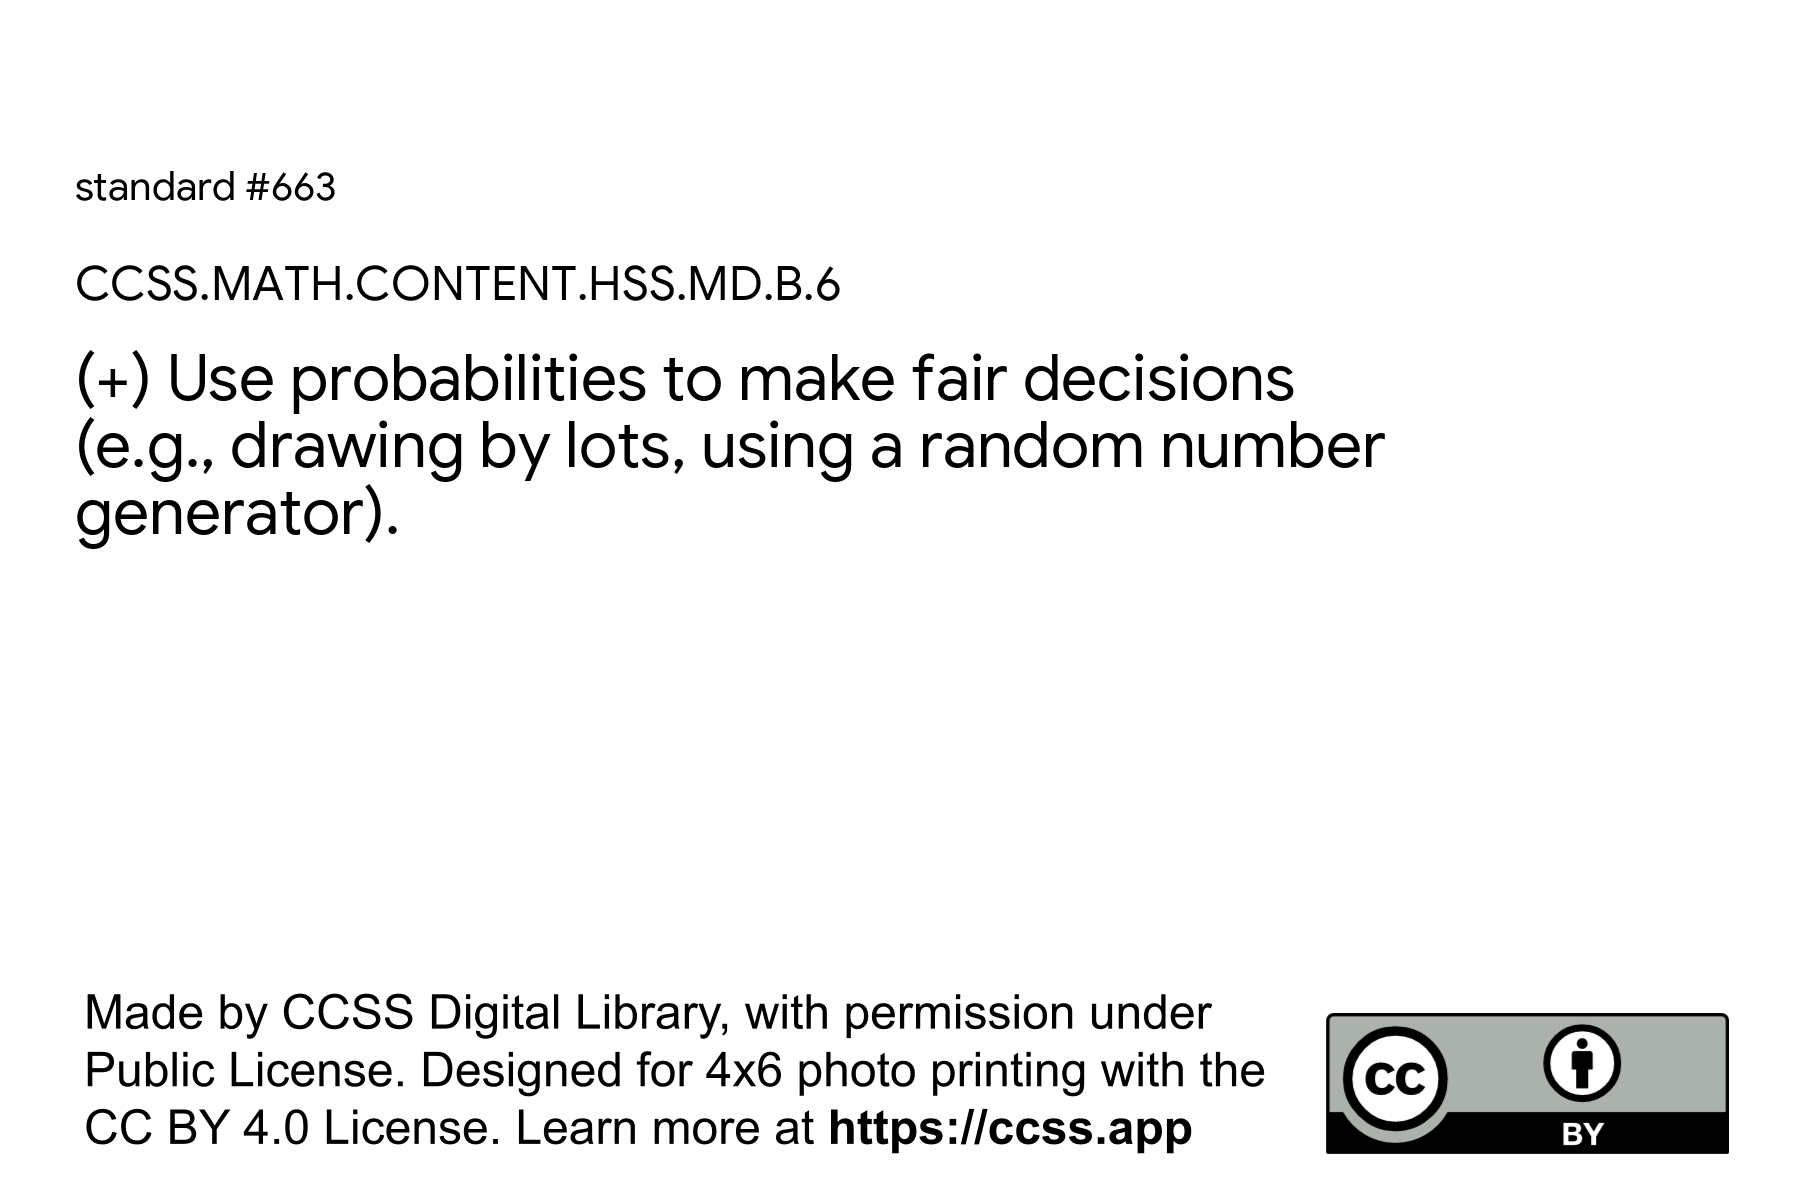 standard #663
CCSS.MATH.CONTENT.HSS.MD.B.6
(+) Use probabilities to make fair decisions
(e.g., drawing by lots, using a random number
generator).
Made by CCSS Digital Library, with permission under
Public License. Designed for 4x6 photo printing with the
CC BY 4.0 License. Learn more at https://ccss.app
CC
BY